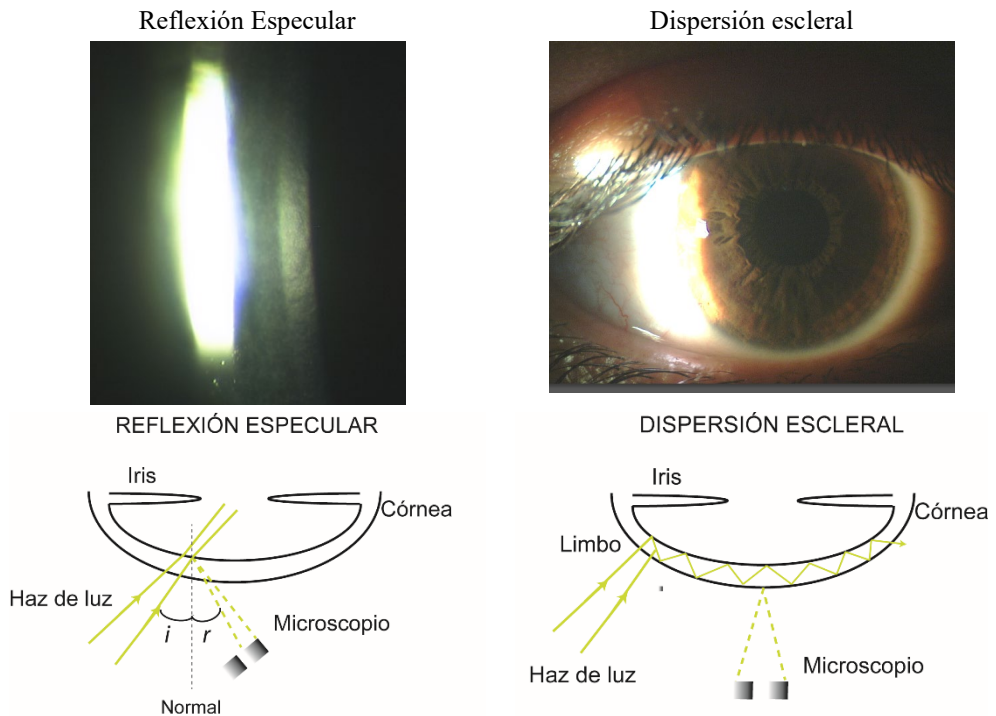 Reflexión Especular
Dispersión escleral
REFLEXIÓN ESPECULAR
Iris
Córnea
Haz de luz
i
r
Microscopio
Normal
DISPERSIÓN ESCLERAL
Iris
Córnea
Limbo
Haz de luz
Microscopio